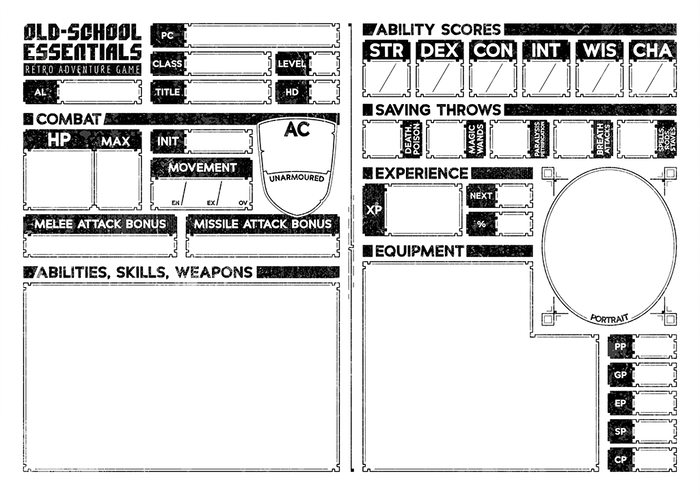 OLD-SCHOOL
ESSENTIALS
RETRO ADVENTURE GAME
PC
CLASS
LEVEL
AL
TITLE
HD
COMBAT
HP
MAX
INIT
MOVEMENT
EN / EX / OV
AC
UNARMOURED
MELEE ATTACK BONUS
MISSILE ATTACK BONUS
ABILITIES, SKILLS, WEAPONS
ABILITY SCORES
STR
DEX
CON
INT
WIS
CHA
SAVING THROWS
DEATH,
POISON
MAGIC
WANDS
PARALYSIS
PETRIFICATION
BREATH
ATTACKS
SPELLS,
RODS,
STAVES
EXPERIENCE
XP
NEXT
%
EQUIPMENT
PORTRAIT
PP
GP
EP
SP
CP